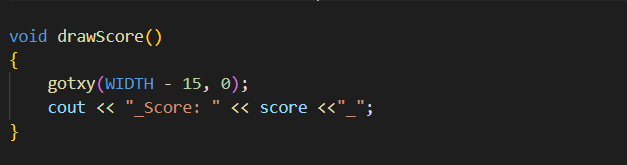 void drawScore()
{
    gotxy(WIDTH - 15, 0);
    cout << "_Score: " << score <<"_";
}